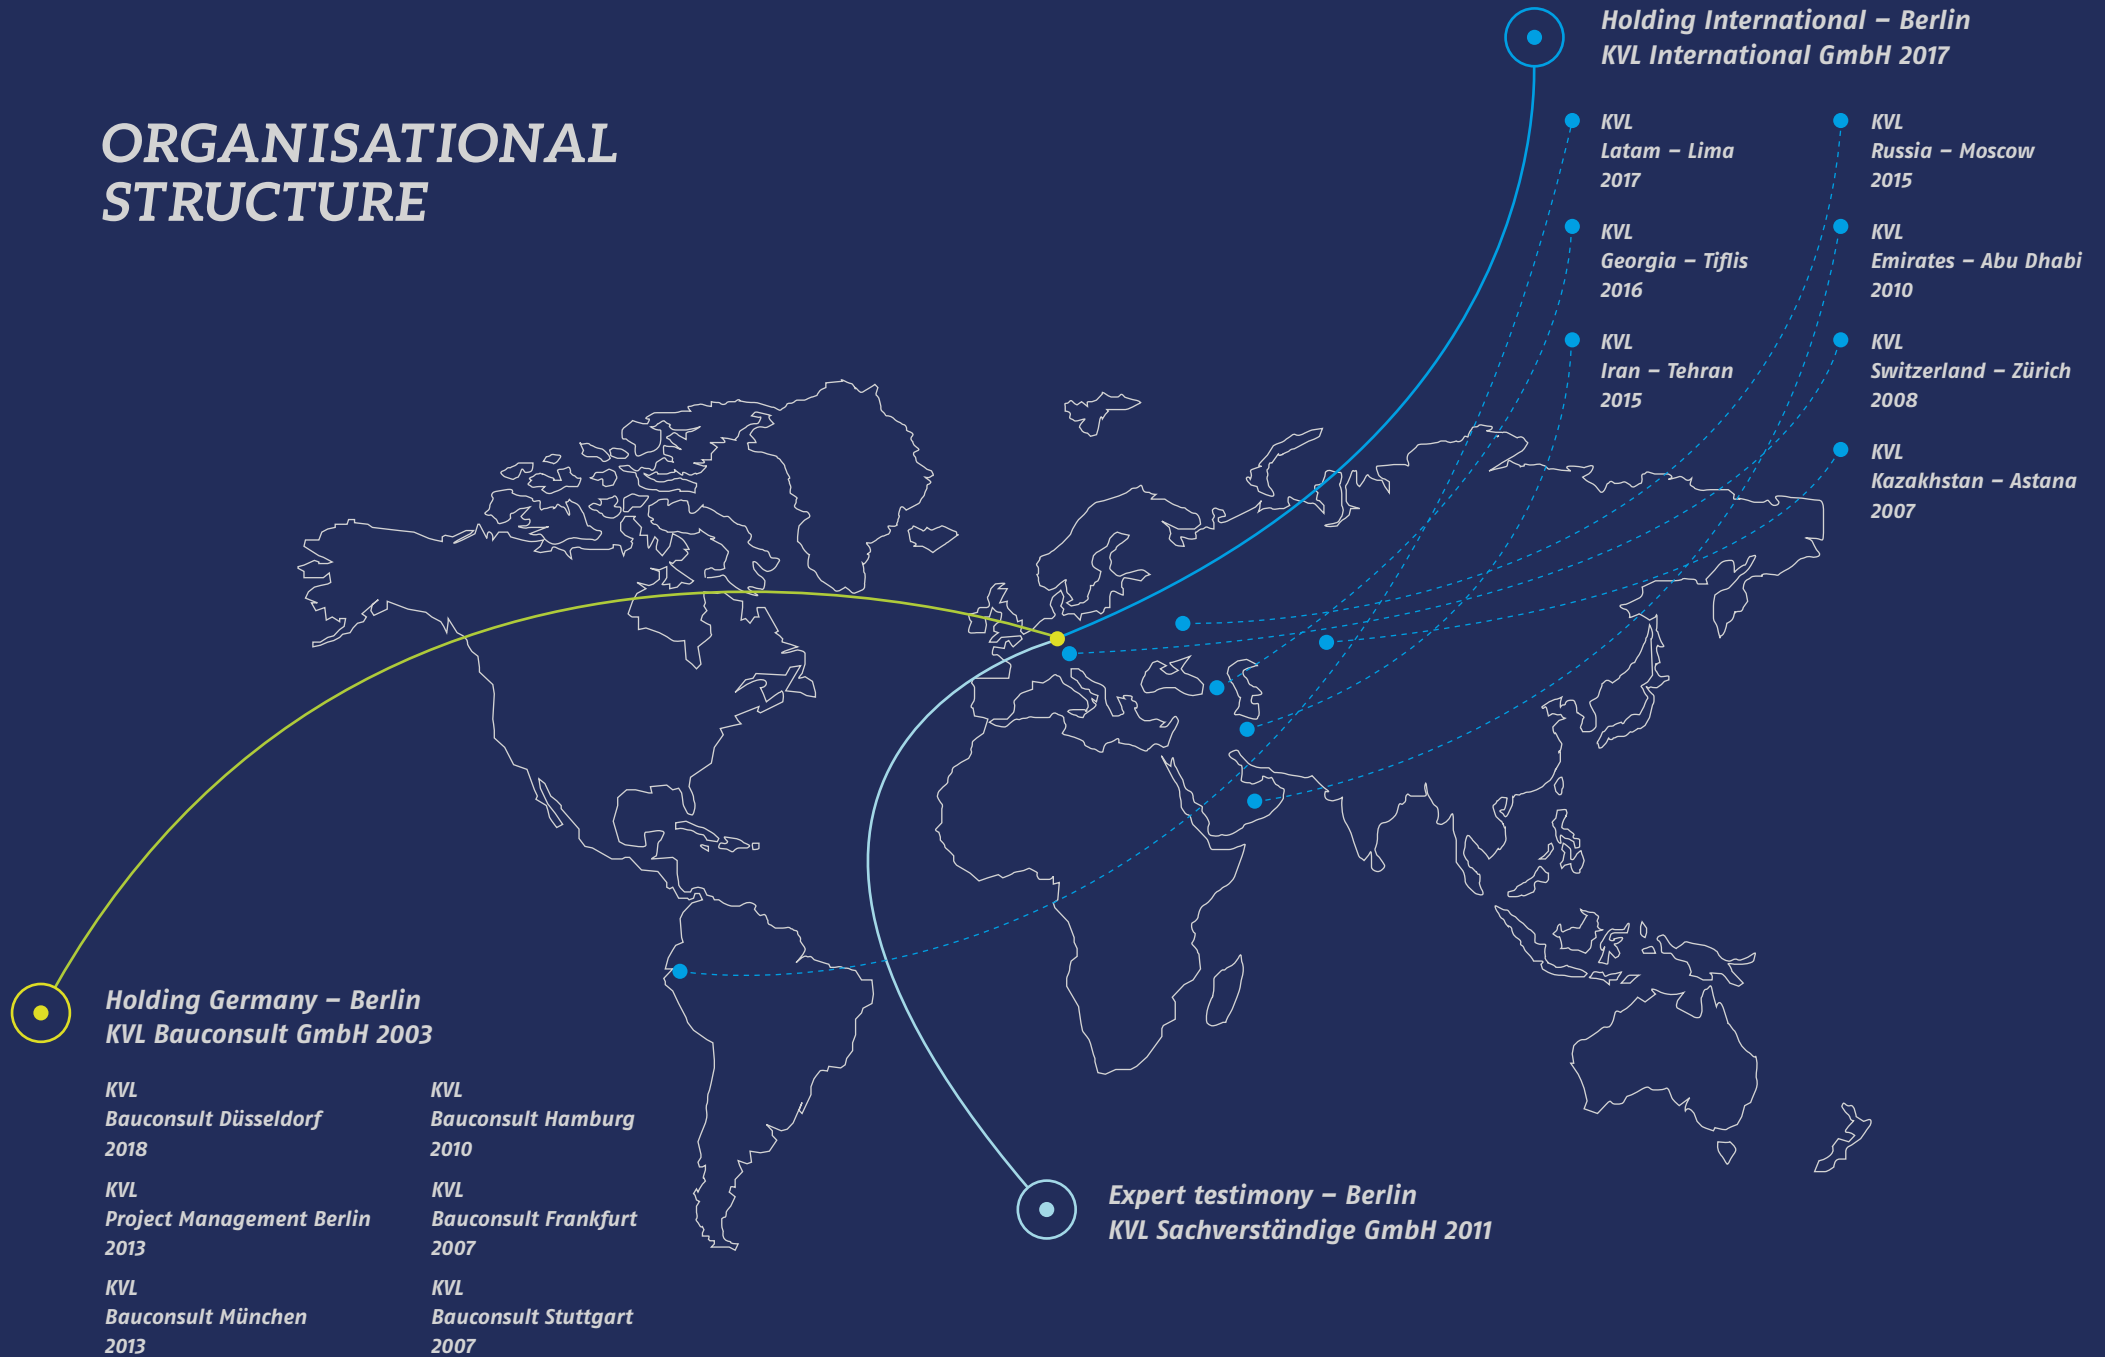 ORGANISATIONAL
STRUCTURE
Holding International – Berlin
KVL International GmbH 2017
KVL
Latam – Lima
2017
KVL
Georgia – Tiflis
2016
KVL
Iran – Tehran
2015
KVL
Russia – Moscow
2015
KVL
Emirates – Abu Dhabi
2010
KVL
Switzerland – Zürich
2008
KVL
Kazakhstan – Astana
2007
Holding Germany – Berlin
KVL Bauconsult GmbH 2003
KVL
Bauconsult Düsseldorf
2018
KVL
Project Management Berlin
2013
KVL
Bauconsult München
2013
KVL
Bauconsult Hamburg
2010
KVL
Bauconsult Frankfurt
2007
KVL
Bauconsult Stuttgart
2007
Expert testimony – Berlin
KVL Sachverständige GmbH 2011